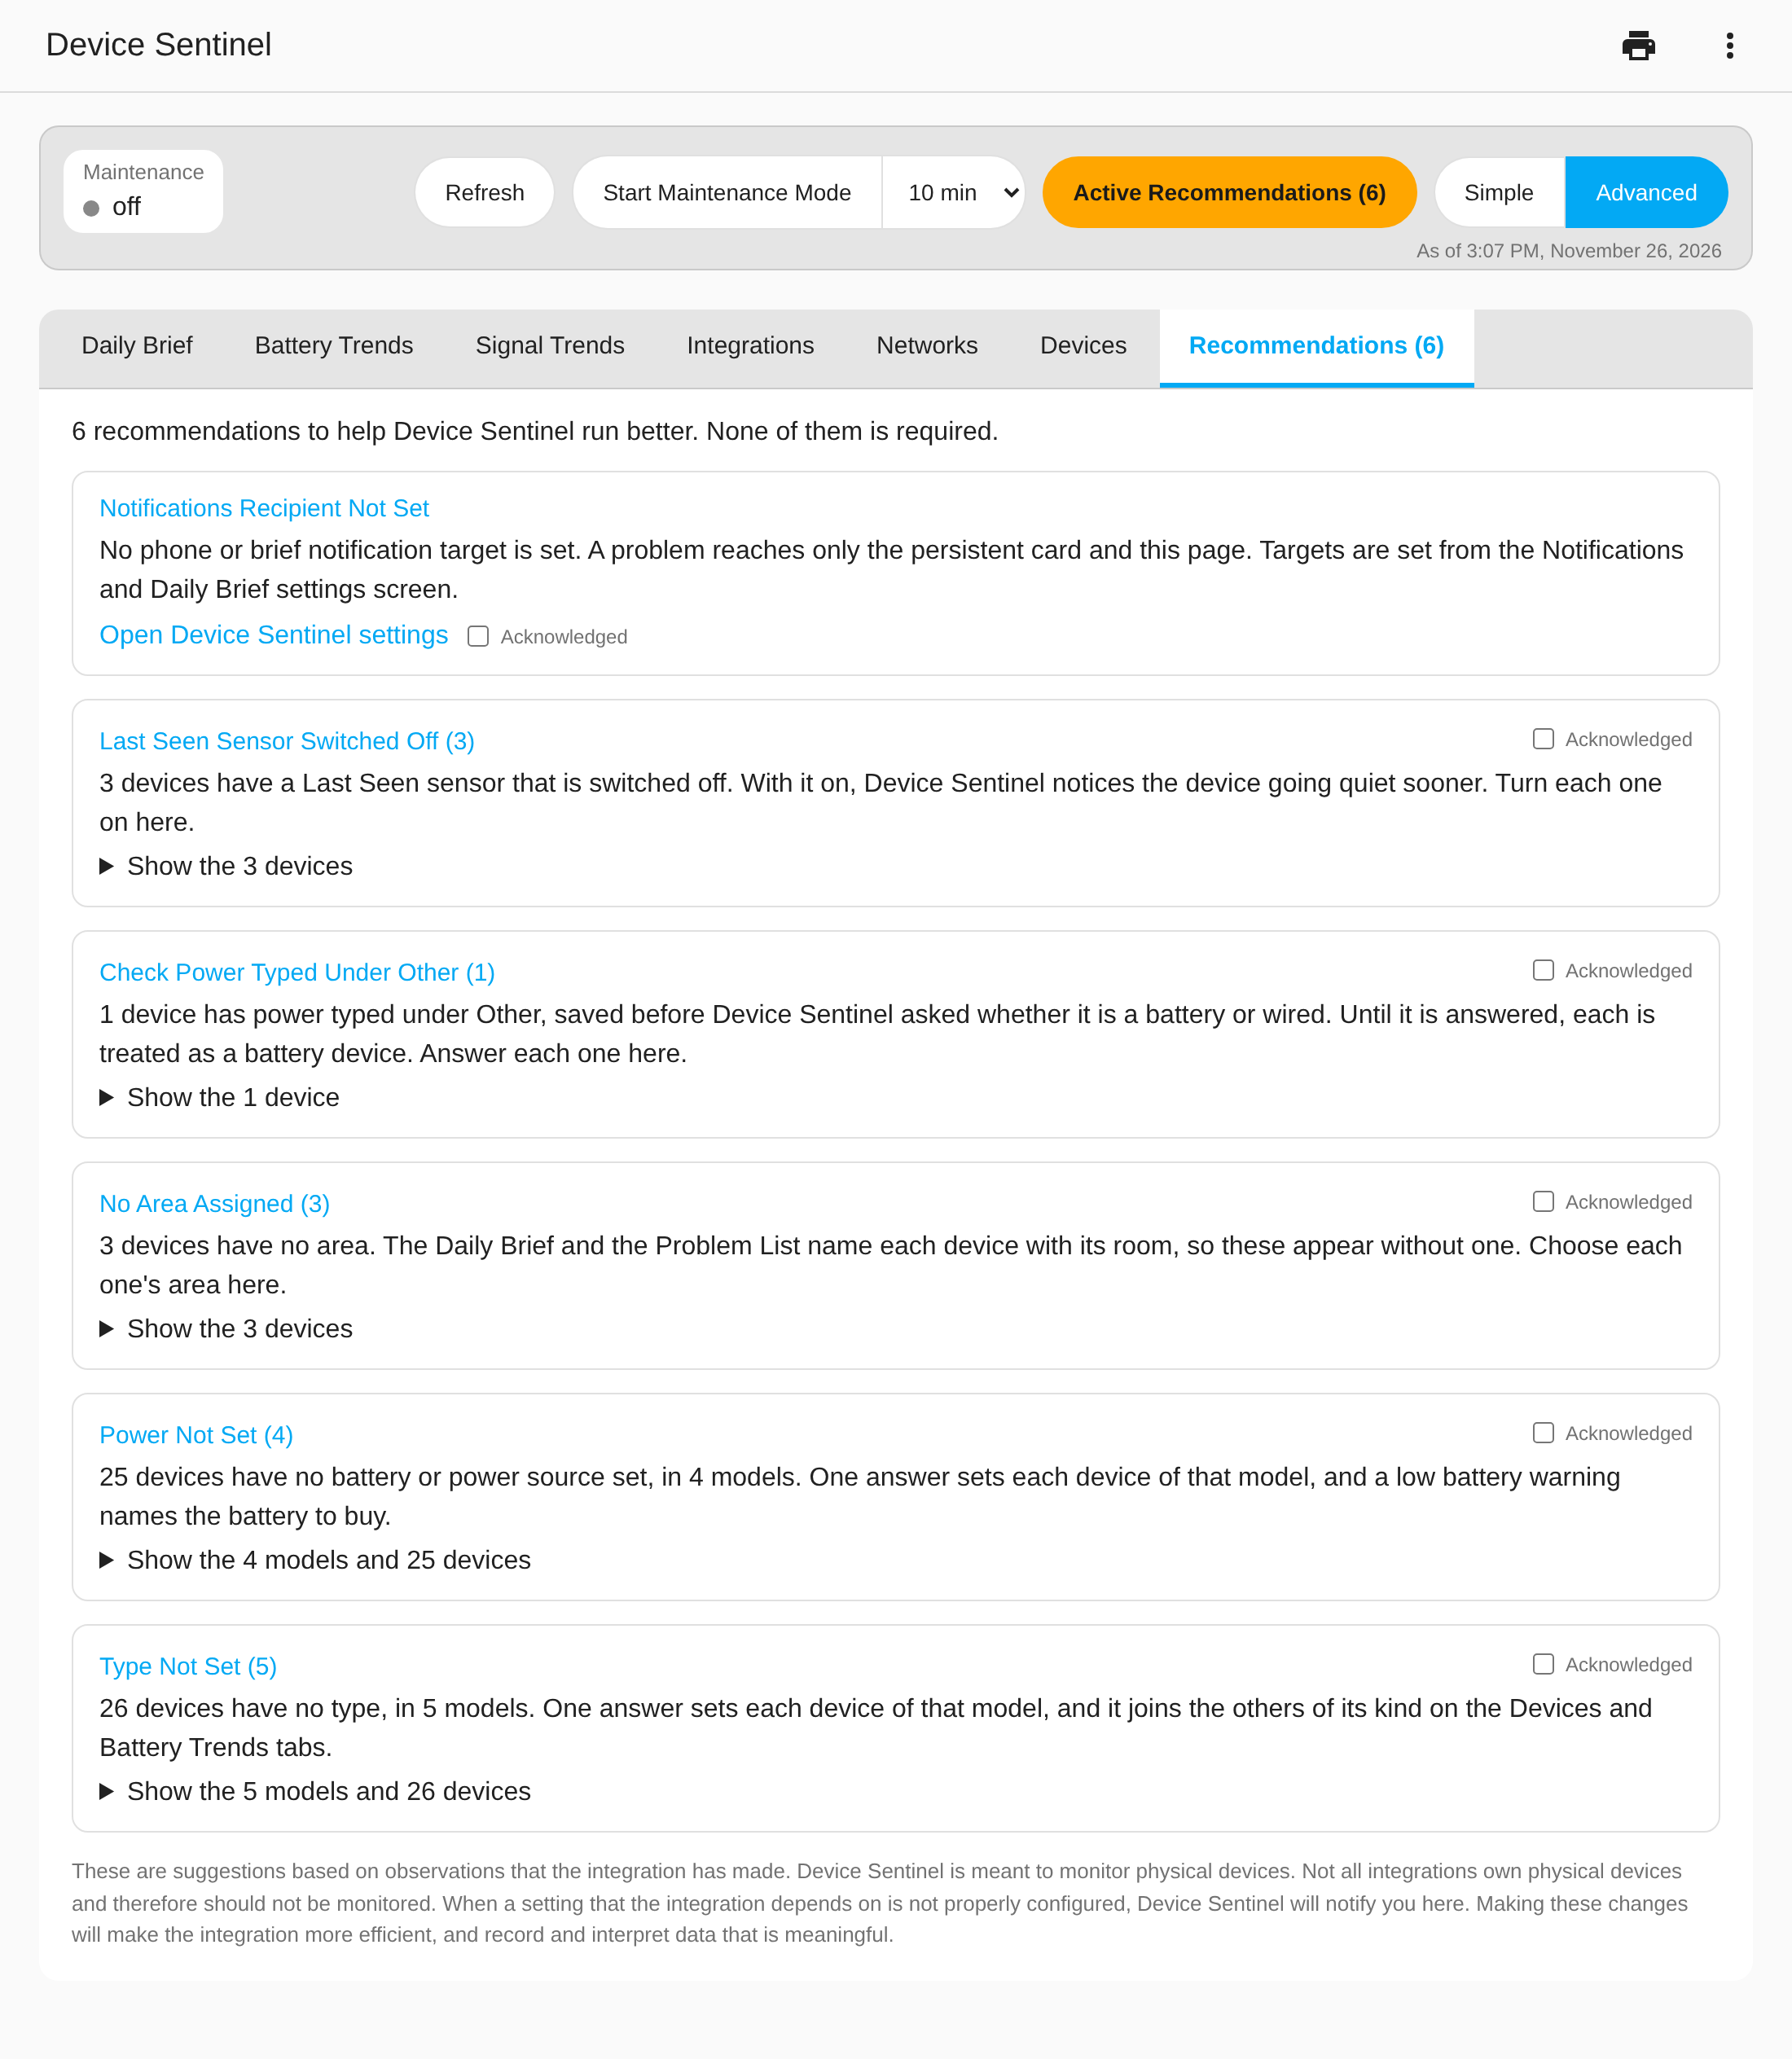 Device Sentinel
Maintenance
off
Refresh
Start Maintenance Mode
10 min
Active Recommendations (6)
Simple
Advanced
As of 3:07 PM, November 26, 2026
Daily Brief
Battery Trends
Signal Trends
Integrations
Networks
Devices
Recommendations (6)
6 recommendations to help Device Sentinel run better. None of them is required.
Notifications Recipient Not Set
No phone or brief notification target is set. A problem reaches only the persistent card and this page. Targets are set from the Notifications
and Daily Brief settings screen.
Open Device Sentinel settings
Acknowledged
Last Seen Sensor Switched Off (3)
Acknowledged
3 devices have a Last Seen sensor that is switched off. With it on, Device Sentinel notices the device going quiet sooner. Turn each one
on here.
Show the 3 devices
Check Power Typed Under Other (1)
Acknowledged
1 device has power typed under Other, saved before Device Sentinel asked whether it is a battery or wired. Until it is answered, each is
treated as a battery device. Answer each one here.
Show the 1 device
No Area Assigned (3)
Acknowledged
3 devices have no area. The Daily Brief and the Problem List name each device with its room, so these appear without one. Choose each
one's area here.
Show the 3 devices
Power Not Set (4)
Acknowledged
25 devices have no battery or power source set, in 4 models. One answer sets each device of that model, and a low battery warning
names the battery to buy.
Show the 4 models and 25 devices
Type Not Set (5)
Acknowledged
26 devices have no type, in 5 models. One answer sets each device of that model, and it joins the others of its kind on the Devices and
Battery Trends tabs.
Show the 5 models and 26 devices
These are suggestions based on observations that the integration has made. Device Sentinel is meant to monitor physical devices. Not all integrations own physical devices
and therefore should not be monitored. When a setting that the integration depends on is not properly configured, Device Sentinel will notify you here. Making these changes
will make the integration more efficient, and record and interpret data that is meaningful.